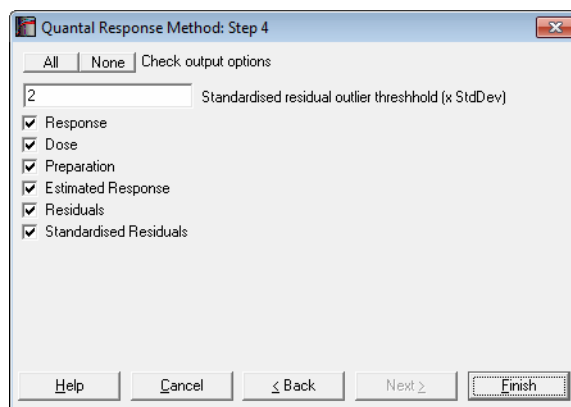 Quantal Response Method: Step 4
All None Check output options
2 Standardised residual outlier threshhold (x StdDev)
Response
Dose
Preparation
Estimated Response
Residuals
Standardised Residuals
Help Cancel < Back Next > Finish